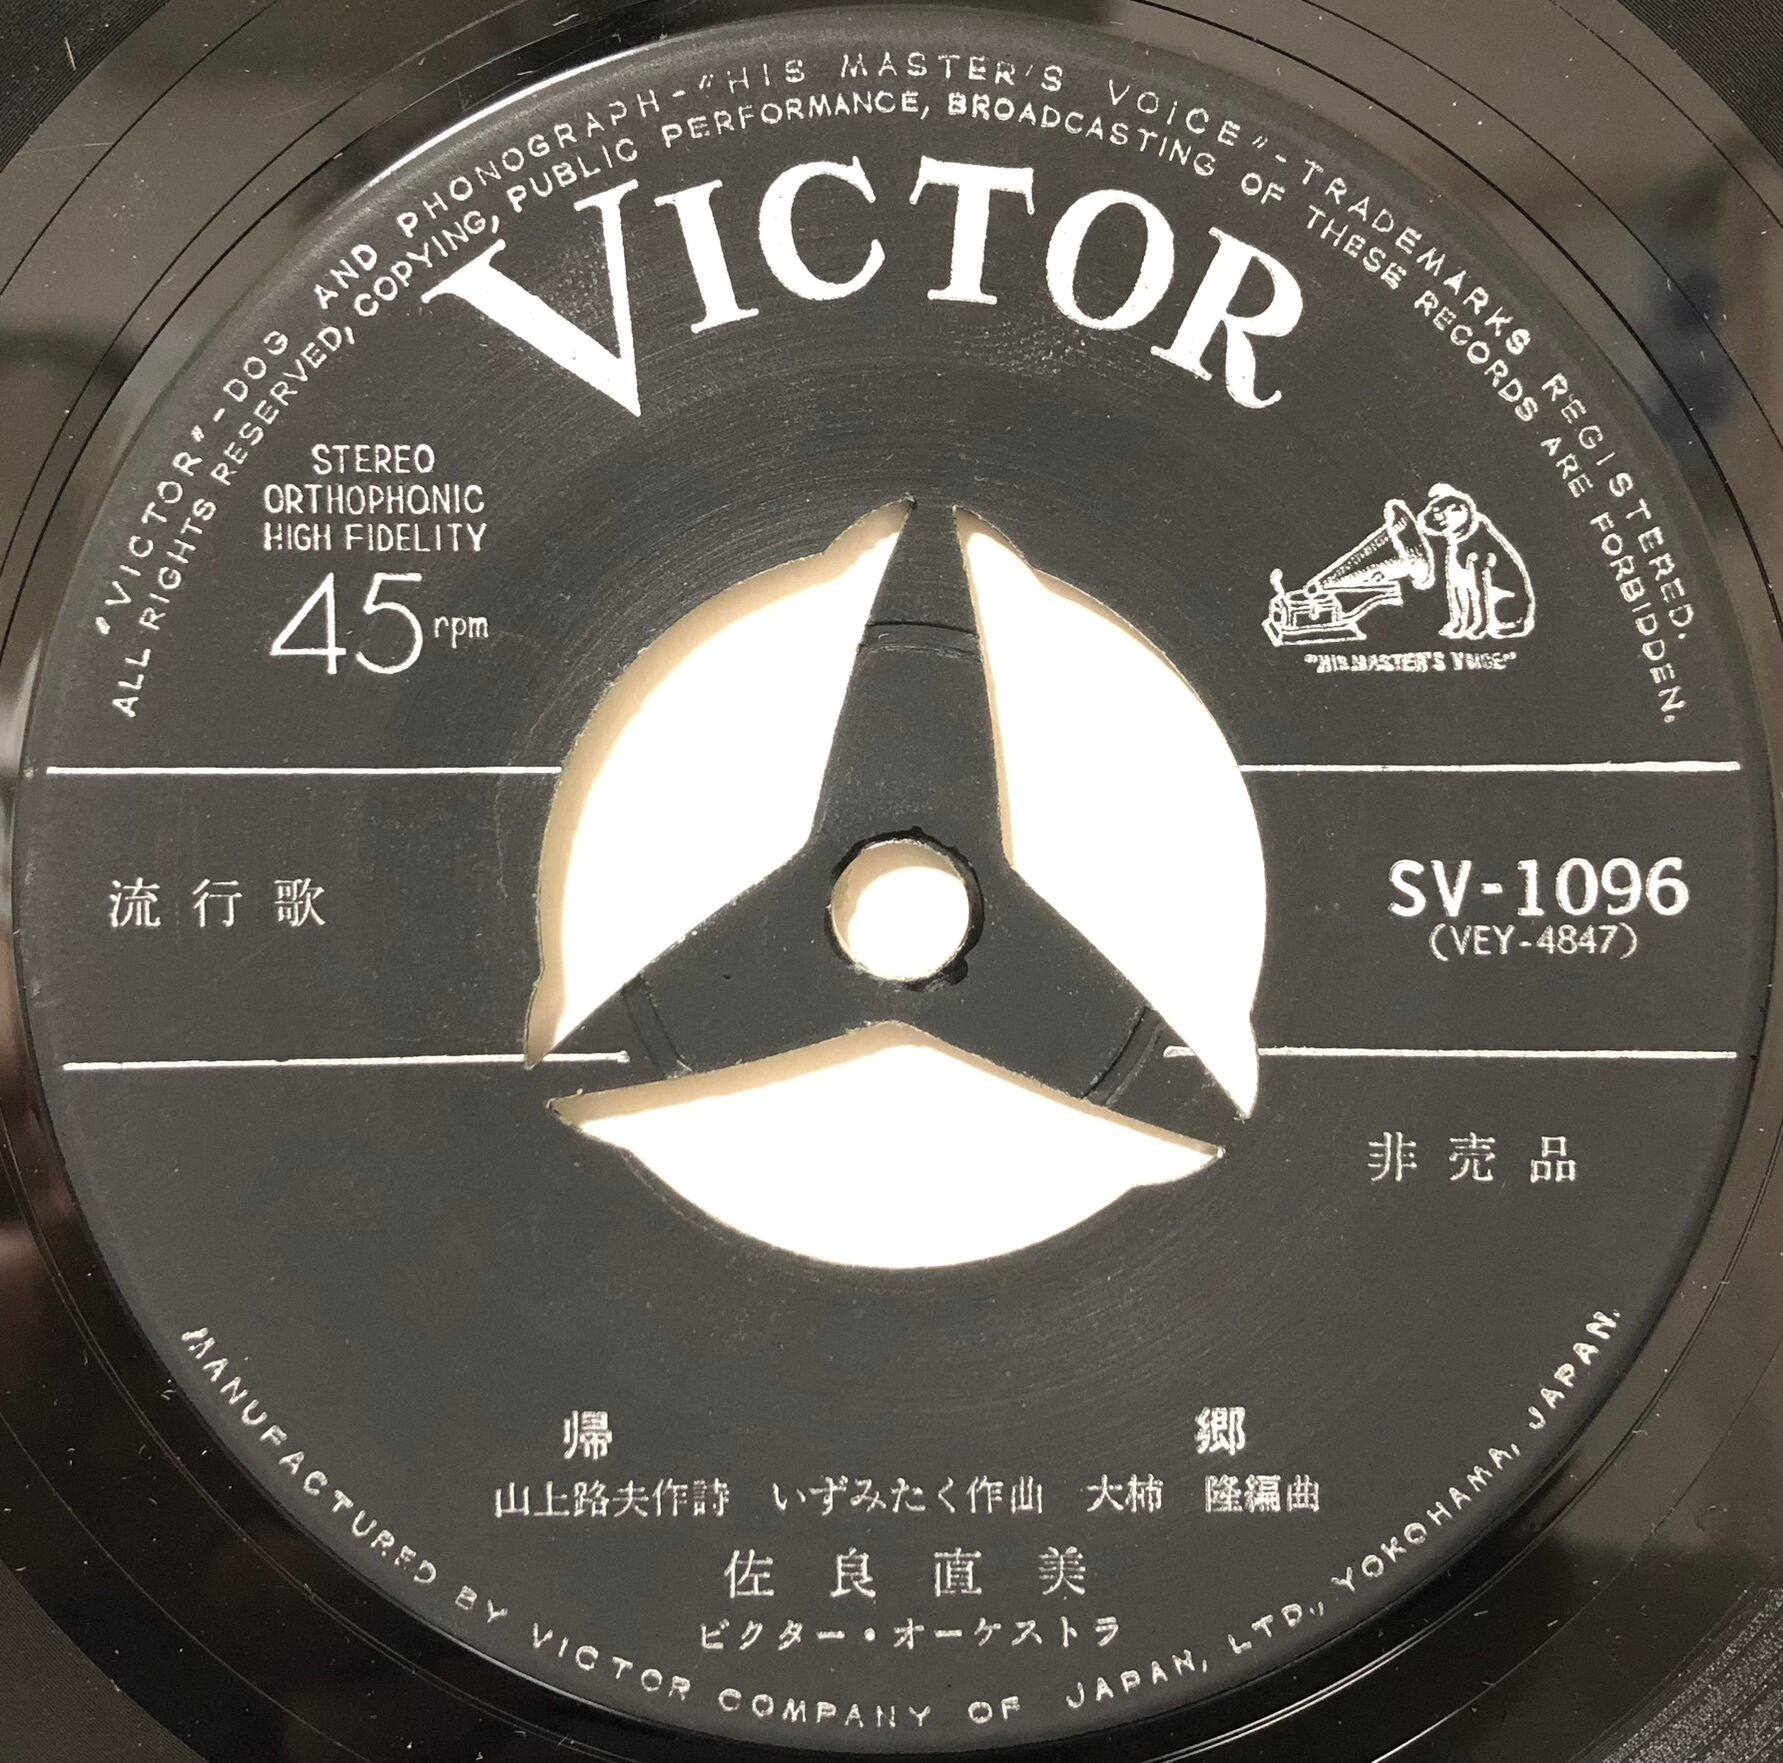 "VICTOR"-DOG AND PHONOGRAPH-"HIS MASTER'S VOICE"-TRADEMARKS REGISTERED.
ALL RIGHTS RESERVED, COPYING, PUBLIC PERFORMANCE, BROADCASTING OF THESE RECORDS ARE FORBIDDEN.
VICTOR
STEREO
ORTHOPHONIC
HIGH FIDELITY
45rpm
"HIS MASTER'S VOICE"
流行歌
SV-1096
(VEY-4847)
非売品
帰郷
山上路夫作詩 いずみたく作曲 大柿 隆編曲
佐良直美
ビクター・オーケストラ
MANUFACTURED BY VICTOR COMPANY OF JAPAN, LTD., YOKOHAMA, JAPAN.